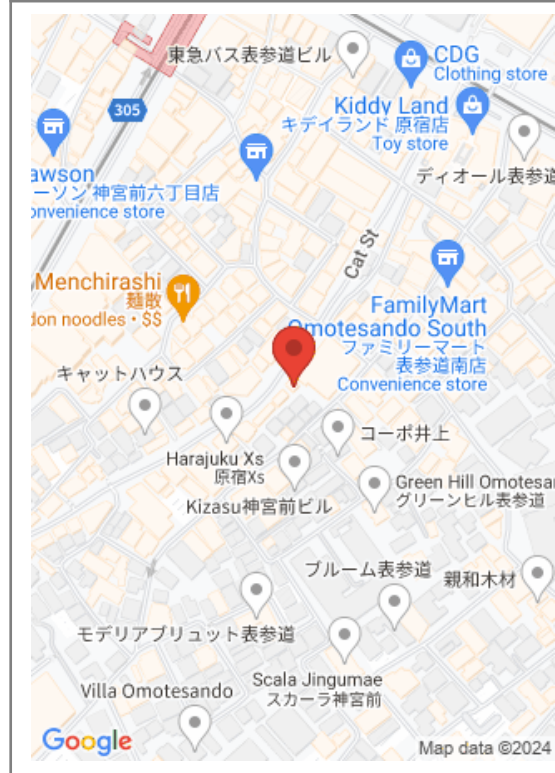 東急バス表参道ビル
CDG
Clothing store
305
Kiddy Land
キデイランド 原宿店
Toy store
awson
ーソン 神宮前六丁目店
onvenience store
ディオール表参道
Cat St
Menchirashi
麺散
don noodles・$$
FamilyMart
Omotesando South
ファミリーマート
表参道南店
Convenience store
キャットハウス
コーポ井上
Harajuku Xs
原宿Xs
Kizasu神宮前ビル
Green Hill Omotesan
グリーンヒル表参道
ブルーム表参道
親和木材
モデリアブリュット表参道
Scala Jingumae
スカーラ神宮前
Villa Omotesando
Google
Map data ©2024